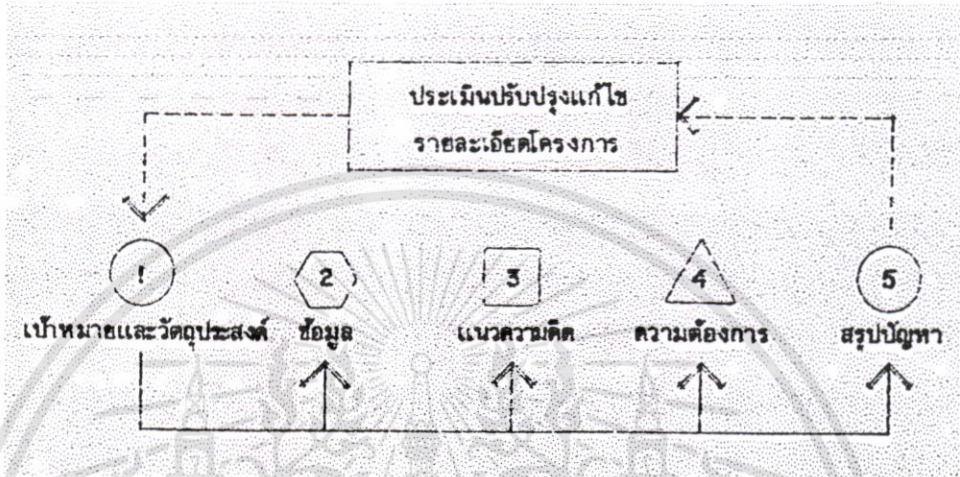 ประเมินปรับปรุงแก้ไข
รายละเอียดโครงการ
1 2 3 4 5
เป้าหมายและวัตถุประสงค์ ข้อมูล แนวความคิด ความต้องการ สรุปปัญหา